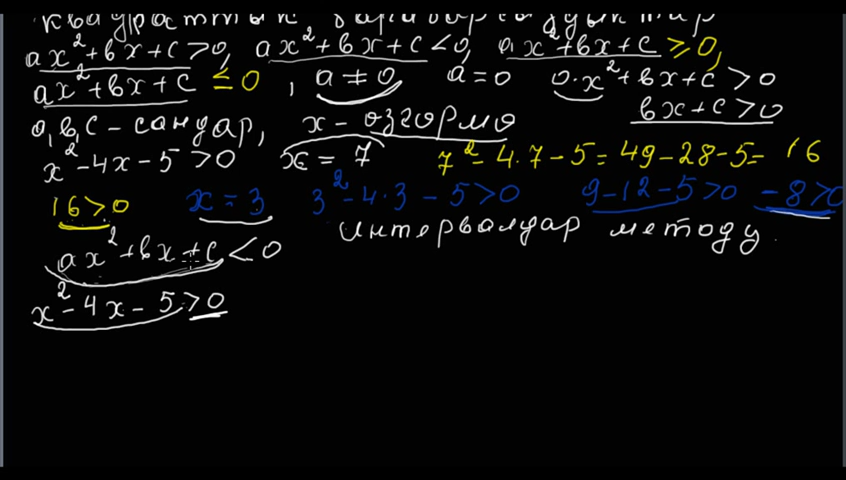 квадраттык барабарсыздыктар
ax²+bx+c>0, ax²+bx+c<0, ax²+bx+c≥0,
ax²+bx+c≤0, a≠0, a=0 0·x²+bx+c>0
bx+c>0
a,b,c-сандар, x-өзгөрмө
x²-4x-5>0 x=7 7²-4·7-5=49-28-5=16
16>0 x=3 3²-4·3-5>0 9-12-5>0 -8>0
ax²+bx+c<0 интервалдар методу.
x²-4x-5>0